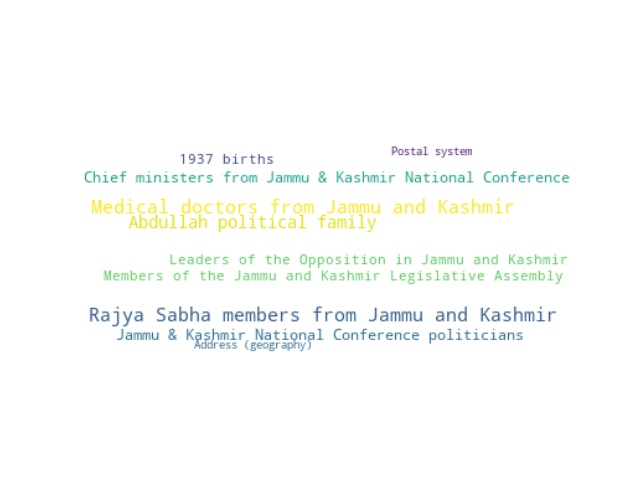 Postal system
1937 births
Chief ministers from Jammu & Kashmir National Conference
Medical doctors from Jammu and Kashmir
Abdullah political family
Leaders of the Opposition in Jammu and Kashmir
Members of the Jammu and Kashmir Legislative Assembly
Rajya Sabha members from Jammu and Kashmir
Jammu & Kashmir National Conference politicians
Address (geography)